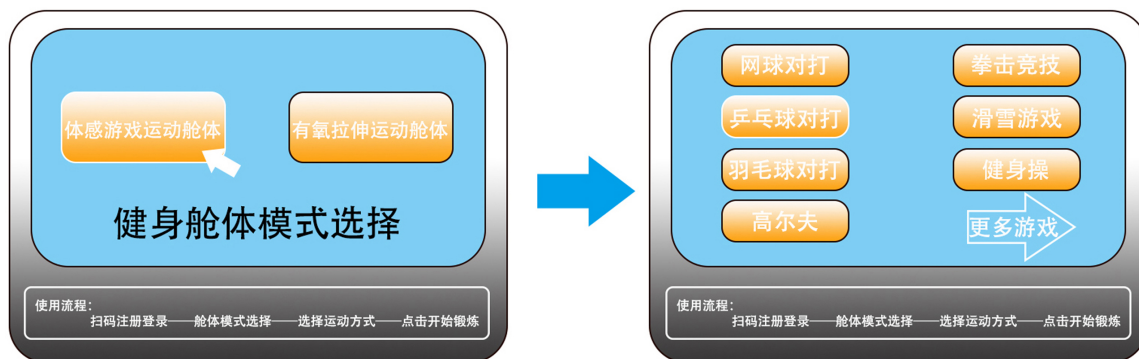 体感游戏运动舱体
有氧拉伸运动舱体
健身舱体模式选择
使用流程：
扫码注册登录——舱体模式选择——选择运动方式——点击开始锻炼
网球对打
拳击竞技
乒乓球对打
滑雪游戏
羽毛球对打
健身操
高尔夫
更多游戏
使用流程：
扫码注册登录——舱体模式选择——选择运动方式——点击开始锻炼